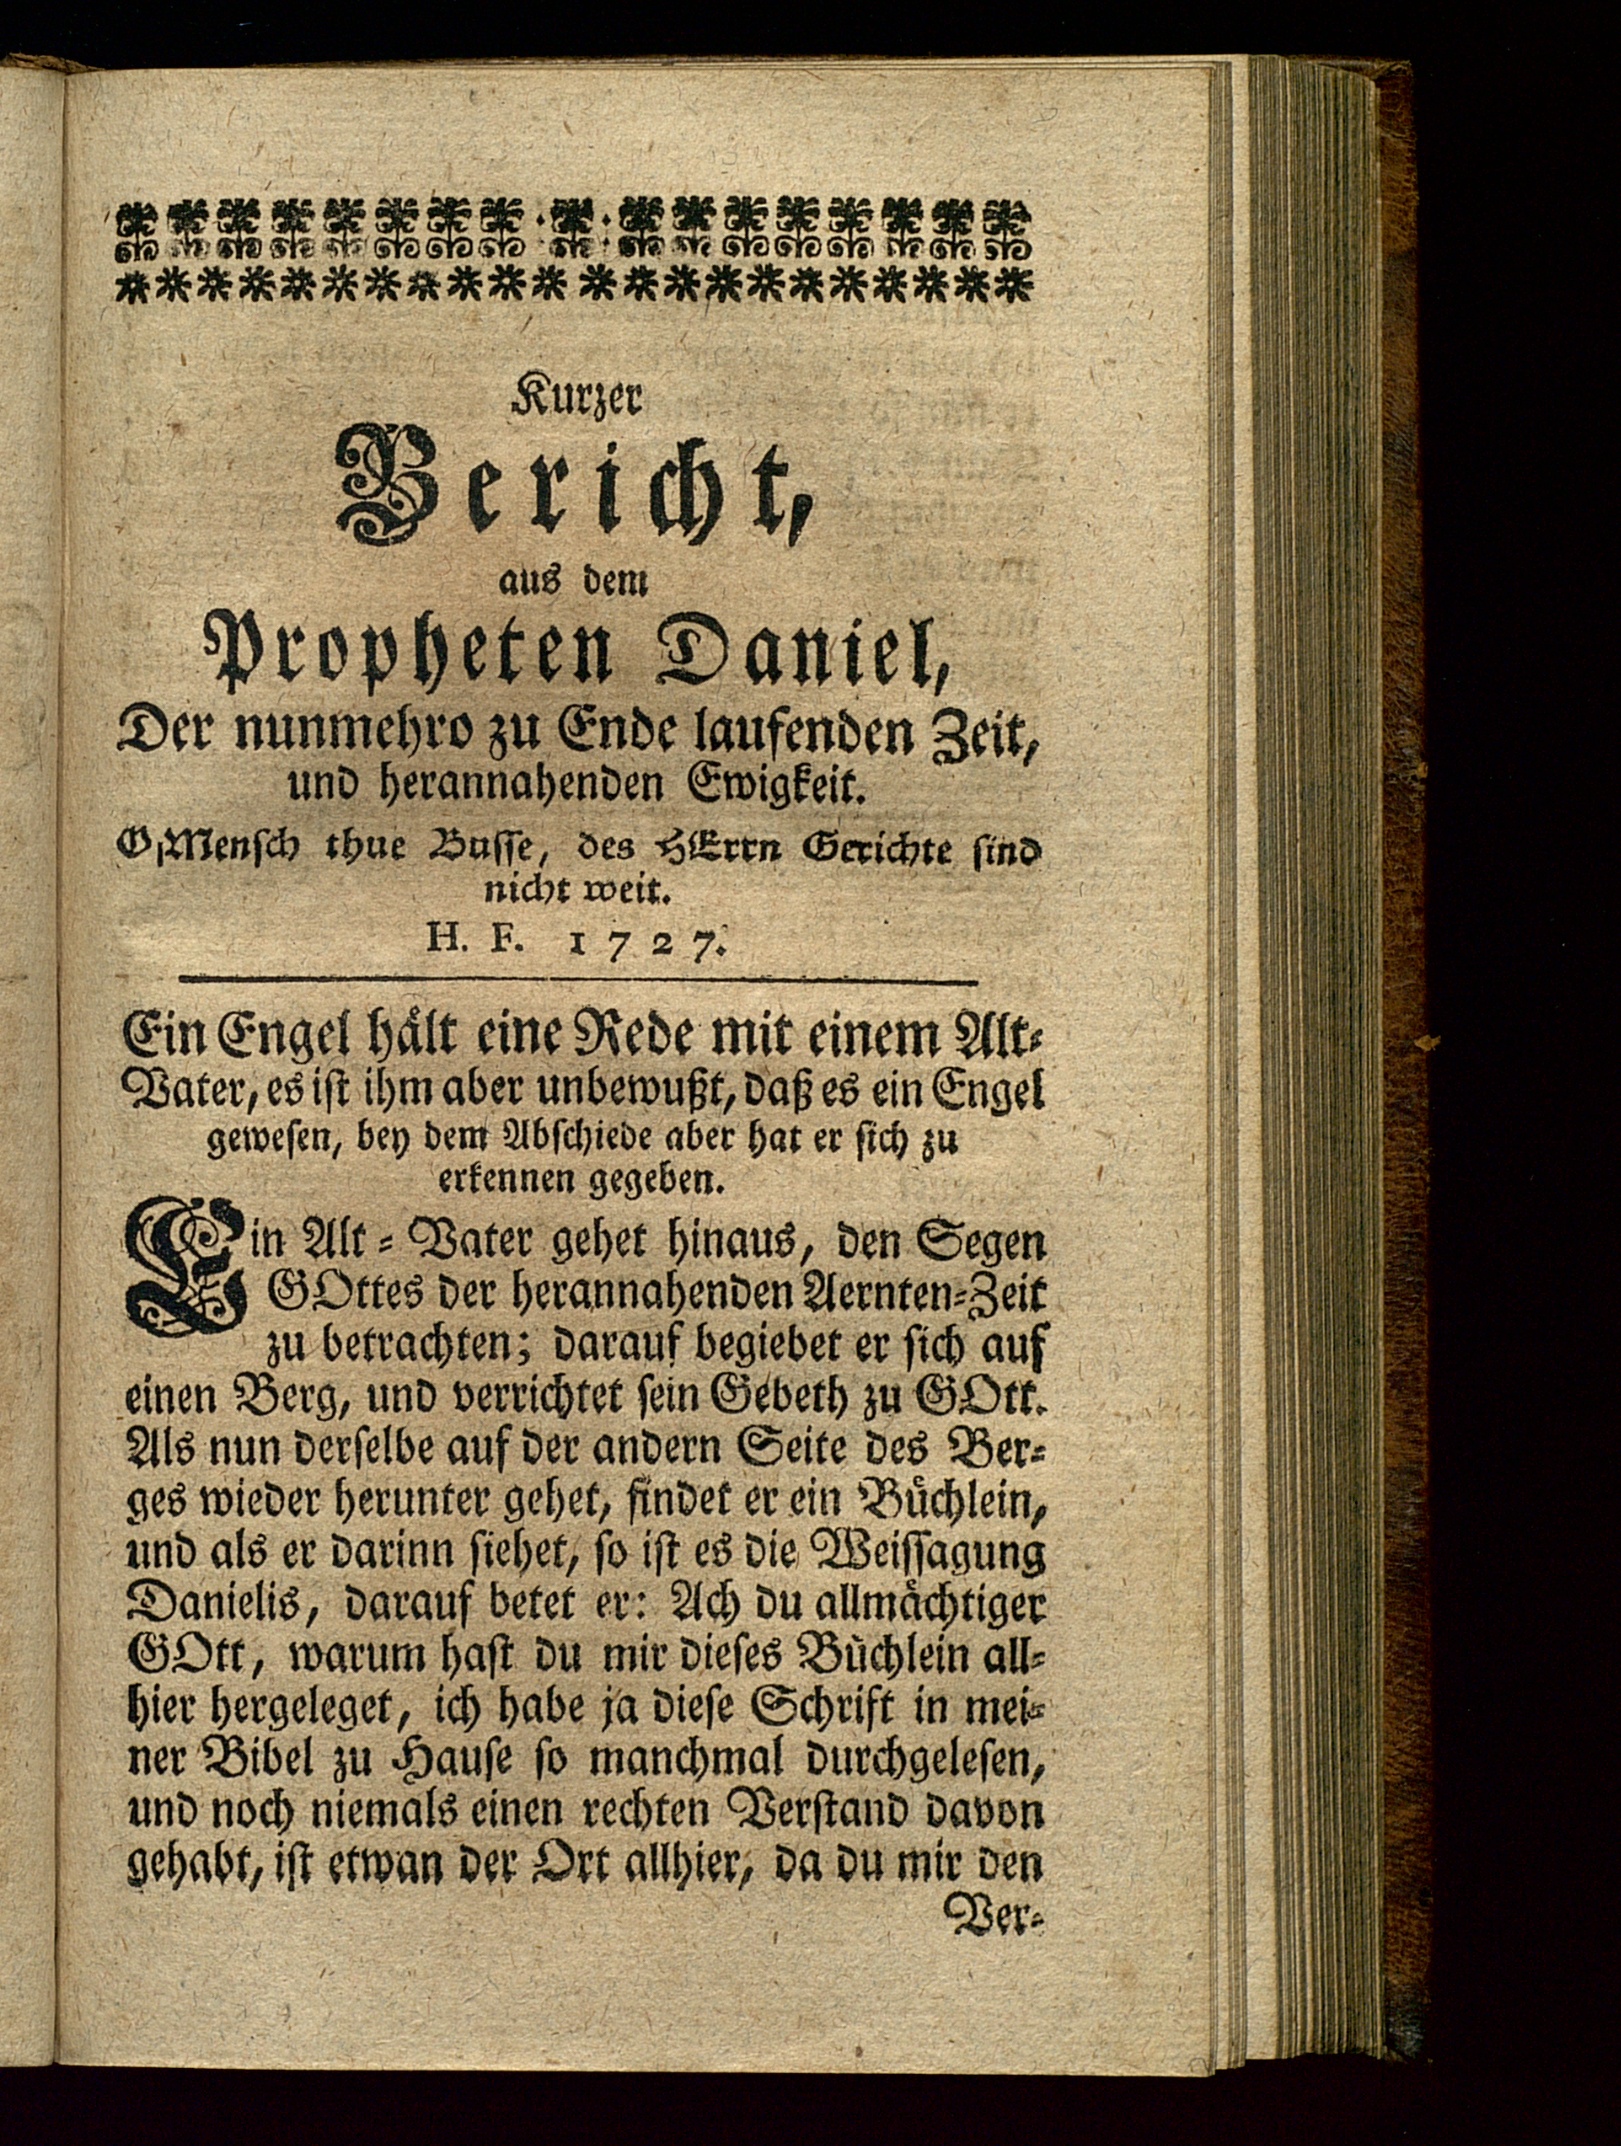 Kurzer
Bericht,
aus dem
Propheten Daniel,
Der nunmehro zu Ende laufenden Zeit,
und herannahenden Ewigkeit.
O, Mensch thue Busse, des HErrn Gerichte sind
nicht weit.
H. F. 1727.
Ein Engel hält eine Rede mit einem Alt-
Vater, es ist ihm aber unbewußt, daß es ein Engel
gewesen, bey dem Abschiede aber hat er sich zu
erkennen gegeben.
Ein Alt-Vater gehet hinaus, den Segen
GOttes der herannahenden Aernten-Zeit
zu betrachten; darauf begiebet er sich auf
einen Berg, und verrichtet sein Gebeth zu GOtt.
Als nun derselbe auf der andern Seite des Ber-
ges wieder herunter gehet, findet er ein Büchlein,
und als er darinn siehet, so ist es die Weissagung
Danielis, darauf betet er: Ach du allmächtiger
GOtt, warum hast du mir dieses Büchlein all-
hier hergeleget, ich habe ja diese Schrift in mei-
ner Bibel zu Hause so manchmal durchgelesen,
und noch niemals einen rechten Verstand davon
gehabt, ist etwan der Ort allhier, da du mir den
Ver-